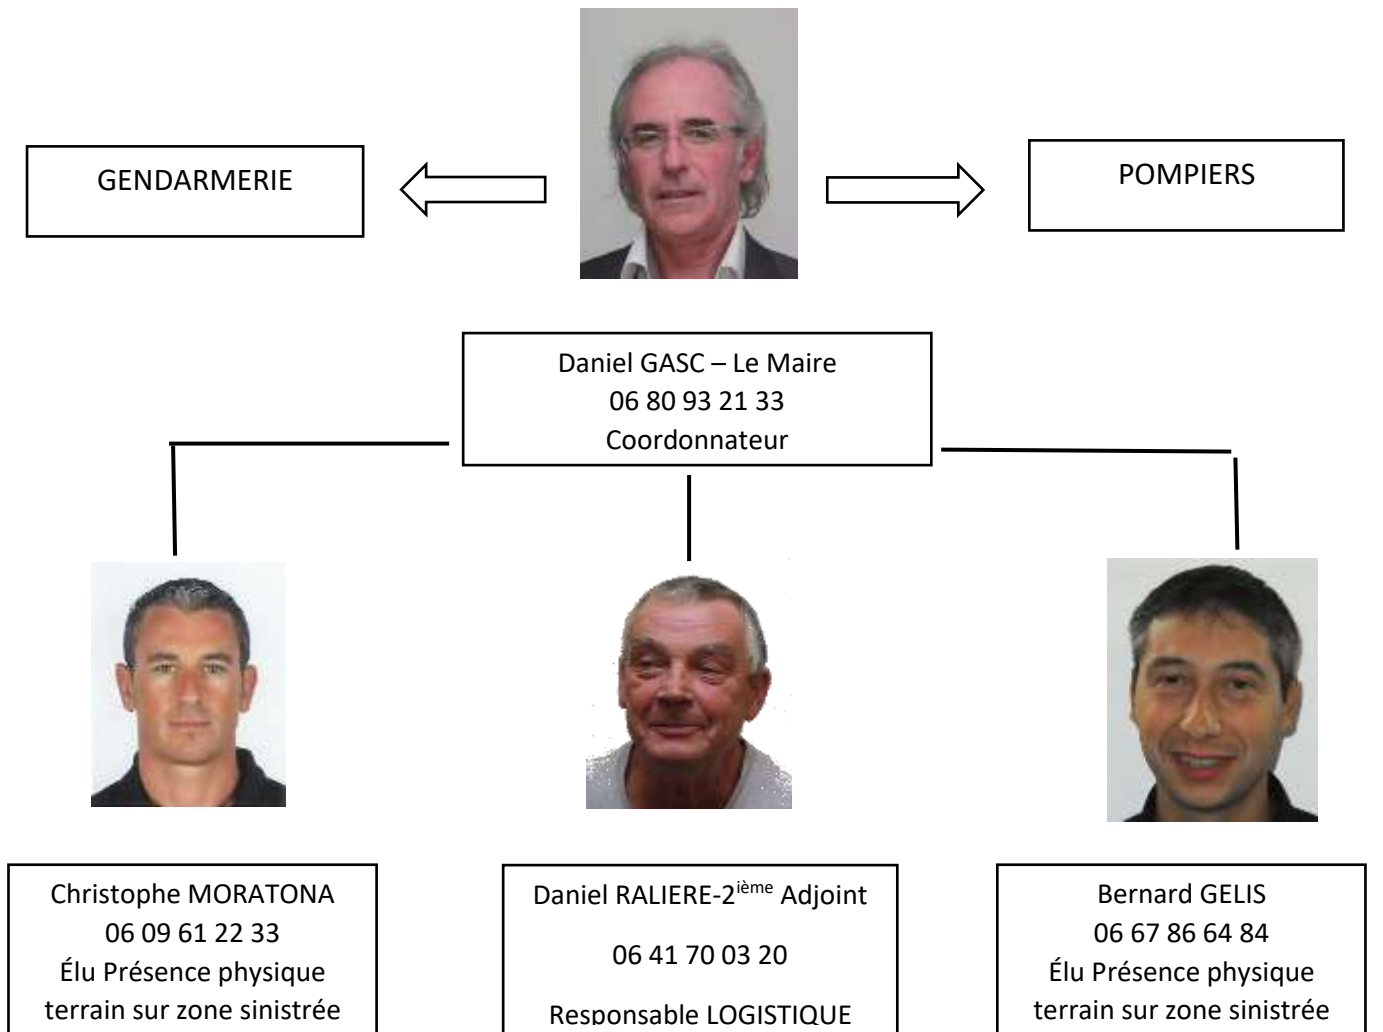 GENDARMERIE
POMPIERS
Daniel GASC – Le Maire
06 80 93 21 33
Coordonnateur
Christophe MORATONA
06 09 61 22 33
Élu Présence physique
terrain sur zone sinistrée
Daniel RALIERE-2ième Adjoint
06 41 70 03 20
Responsable LOGISTIQUE
Bernard GELIS
06 67 86 64 84
Élu Présence physique
terrain sur zone sinistrée